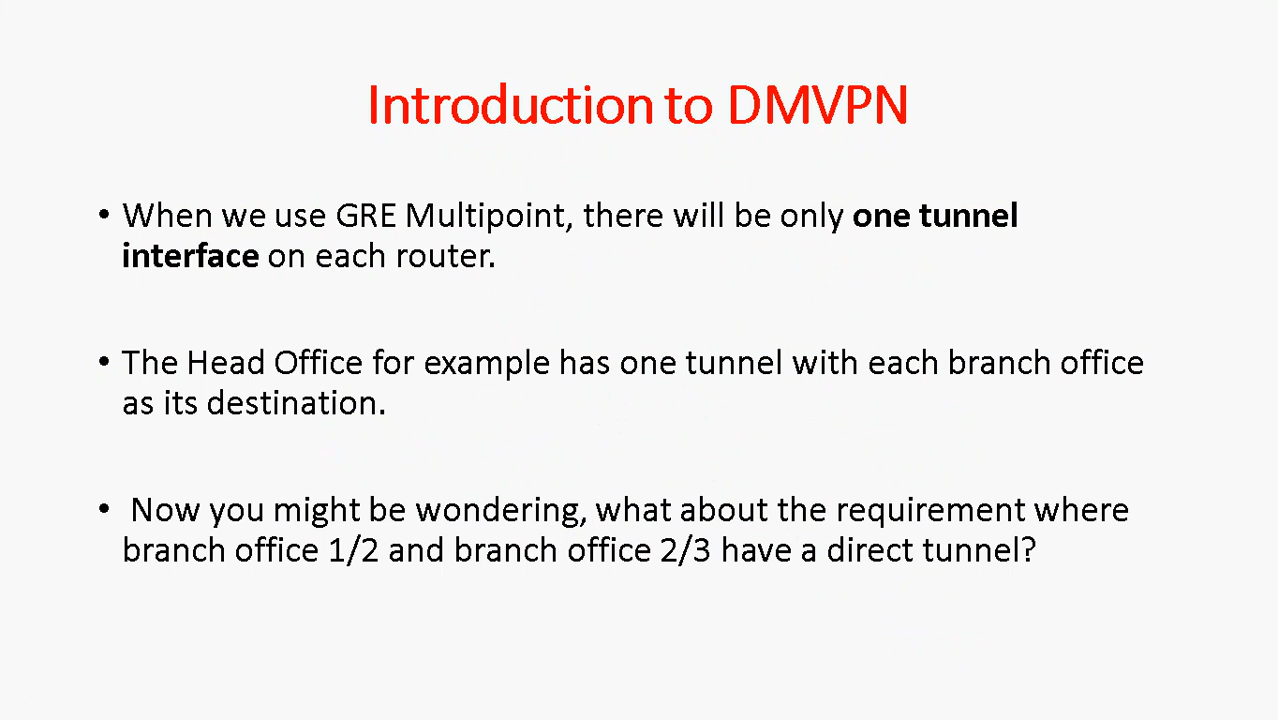 Introduction to DMVPN
• When we use GRE Multipoint, there will be only one tunnel
interface on each router.
• The Head Office for example has one tunnel with each branch office
as its destination.
• Now you might be wondering, what about the requirement where
branch office 1/2 and branch office 2/3 have a direct tunnel?